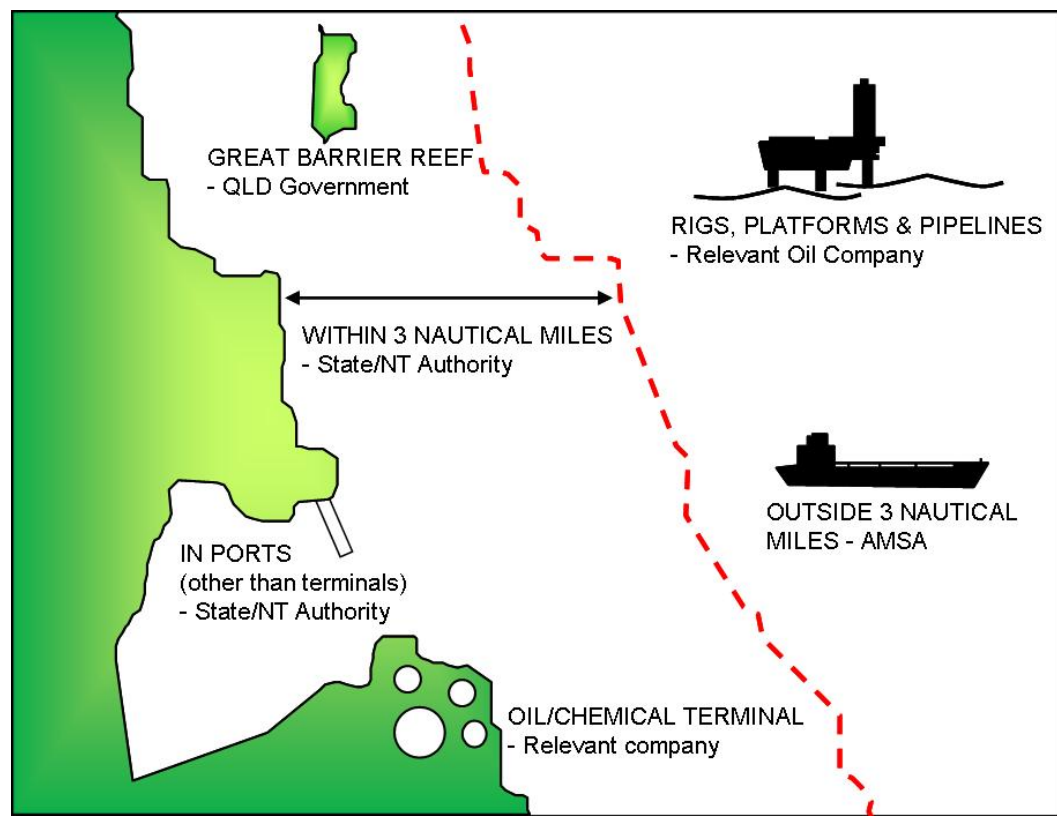 GREAT BARRIER REEF
- QLD Government
RIGS, PLATFORMS & PIPELINES
- Relevant Oil Company
WITHIN 3 NAUTICAL MILES
- State/NT Authority
OUTSIDE 3 NAUTICAL
MILES - AMSA
IN PORTS
(other than terminals)
- State/NT Authority
OIL/CHEMICAL TERMINAL
- Relevant company